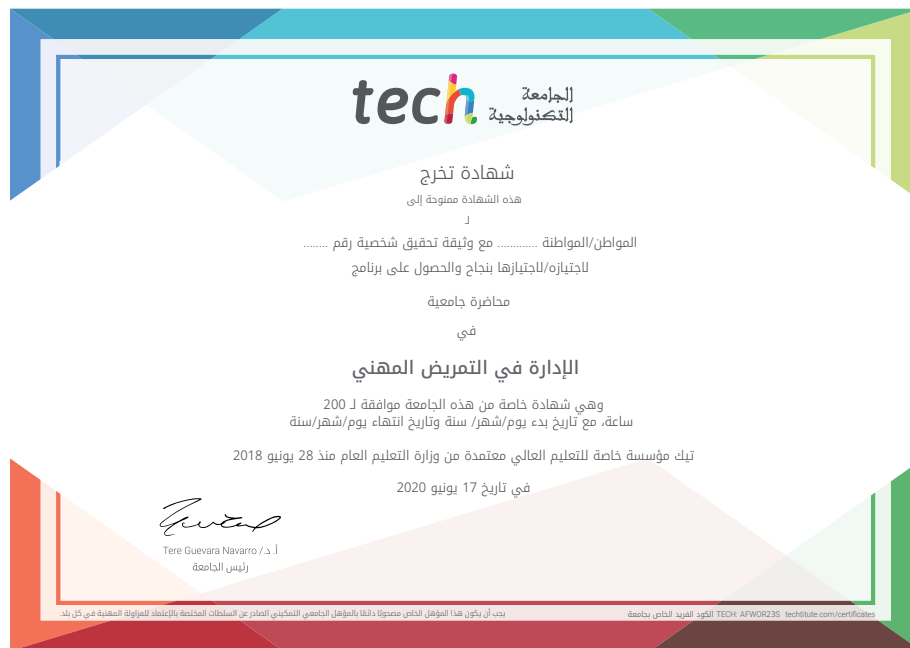 tech
الجامعة
التكنولوجية
شهادة تخرج
هذه الشهادة ممنوحة إلى
لـ
المواطن/المواطنة ............. مع وثيقة تحقيق شخصية رقم ........
لاجتيازه/لاجتيازها بنجاح والحصول على برنامج
محاضرة جامعية
في
الإدارة في التمريض المهني
وهي شهادة خاصة من هذه الجامعة موافقة لـ 200
ساعة، مع تاريخ بدء يوم/شهر/ سنة وتاريخ انتهاء يوم/شهر/سنة
تيك مؤسسة خاصة للتعليم العالي معتمدة من وزارة التعليم العام منذ 28 يونيو 2018
في تاريخ 17 يونيو 2020
أ.د./ Tere Guevara Navarro
رئيس الجامعة
يجب أن يكون هذا المؤهل الخاص مصحوبًا دائمًا بالمؤهل الجامعي التمكيني الصادر عن السلطات المختصة بالإعتماد للمزاولة المهنية في كل بلد.
الكود الفريد الخاص بجامعة TECH: AFWOR23S techtitute.com/certificates